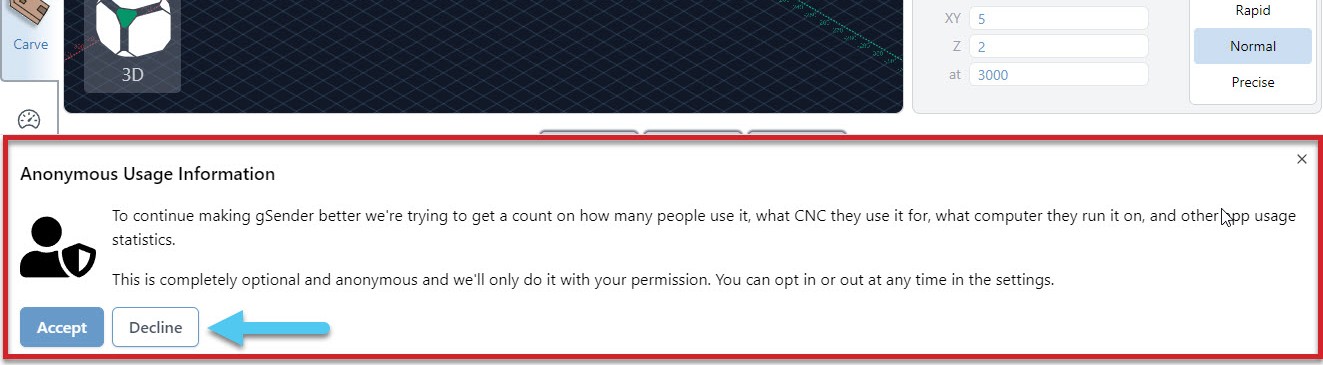 Carve
3D
XY 5
Z 2
at 3000
Rapid
Normal
Precise
Anonymous Usage Information
To continue making gSender better we're trying to get a count on how many people use it, what CNC they use it for, what computer they run it on, and other app usage
statistics.
This is completely optional and anonymous and we'll only do it with your permission. You can opt in or out at any time in the settings.
Accept
Decline